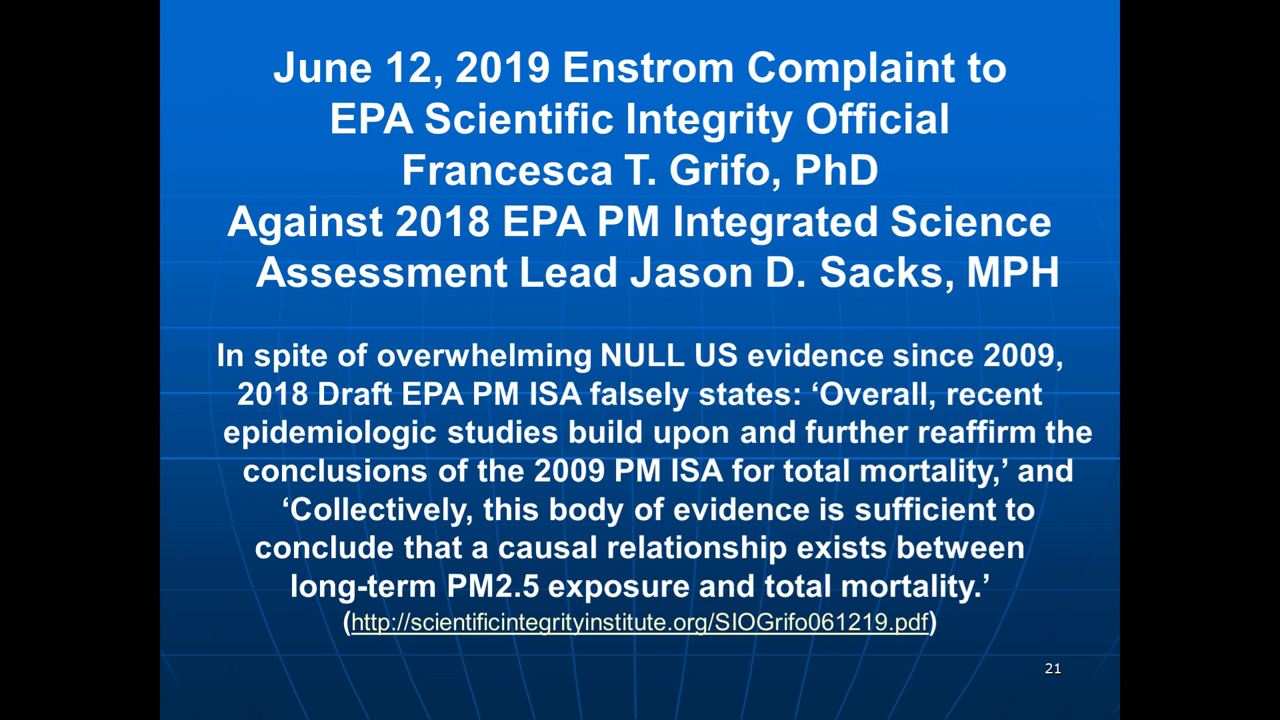 June 12, 2019 Enstrom Complaint to
EPA Scientific Integrity Official
Francesca T. Grifo, PhD
Against 2018 EPA PM Integrated Science
Assessment Lead Jason D. Sacks, MPH
In spite of overwhelming NULL US evidence since 2009,
2018 Draft EPA PM ISA falsely states: ‘Overall, recent
epidemiologic studies build upon and further reaffirm the
conclusions of the 2009 PM ISA for total mortality,’ and
‘Collectively, this body of evidence is sufficient to
conclude that a causal relationship exists between
long-term PM2.5 exposure and total mortality.’
(http://scientificintegrityinstitute.org/SIOGrifo061219.pdf)
21